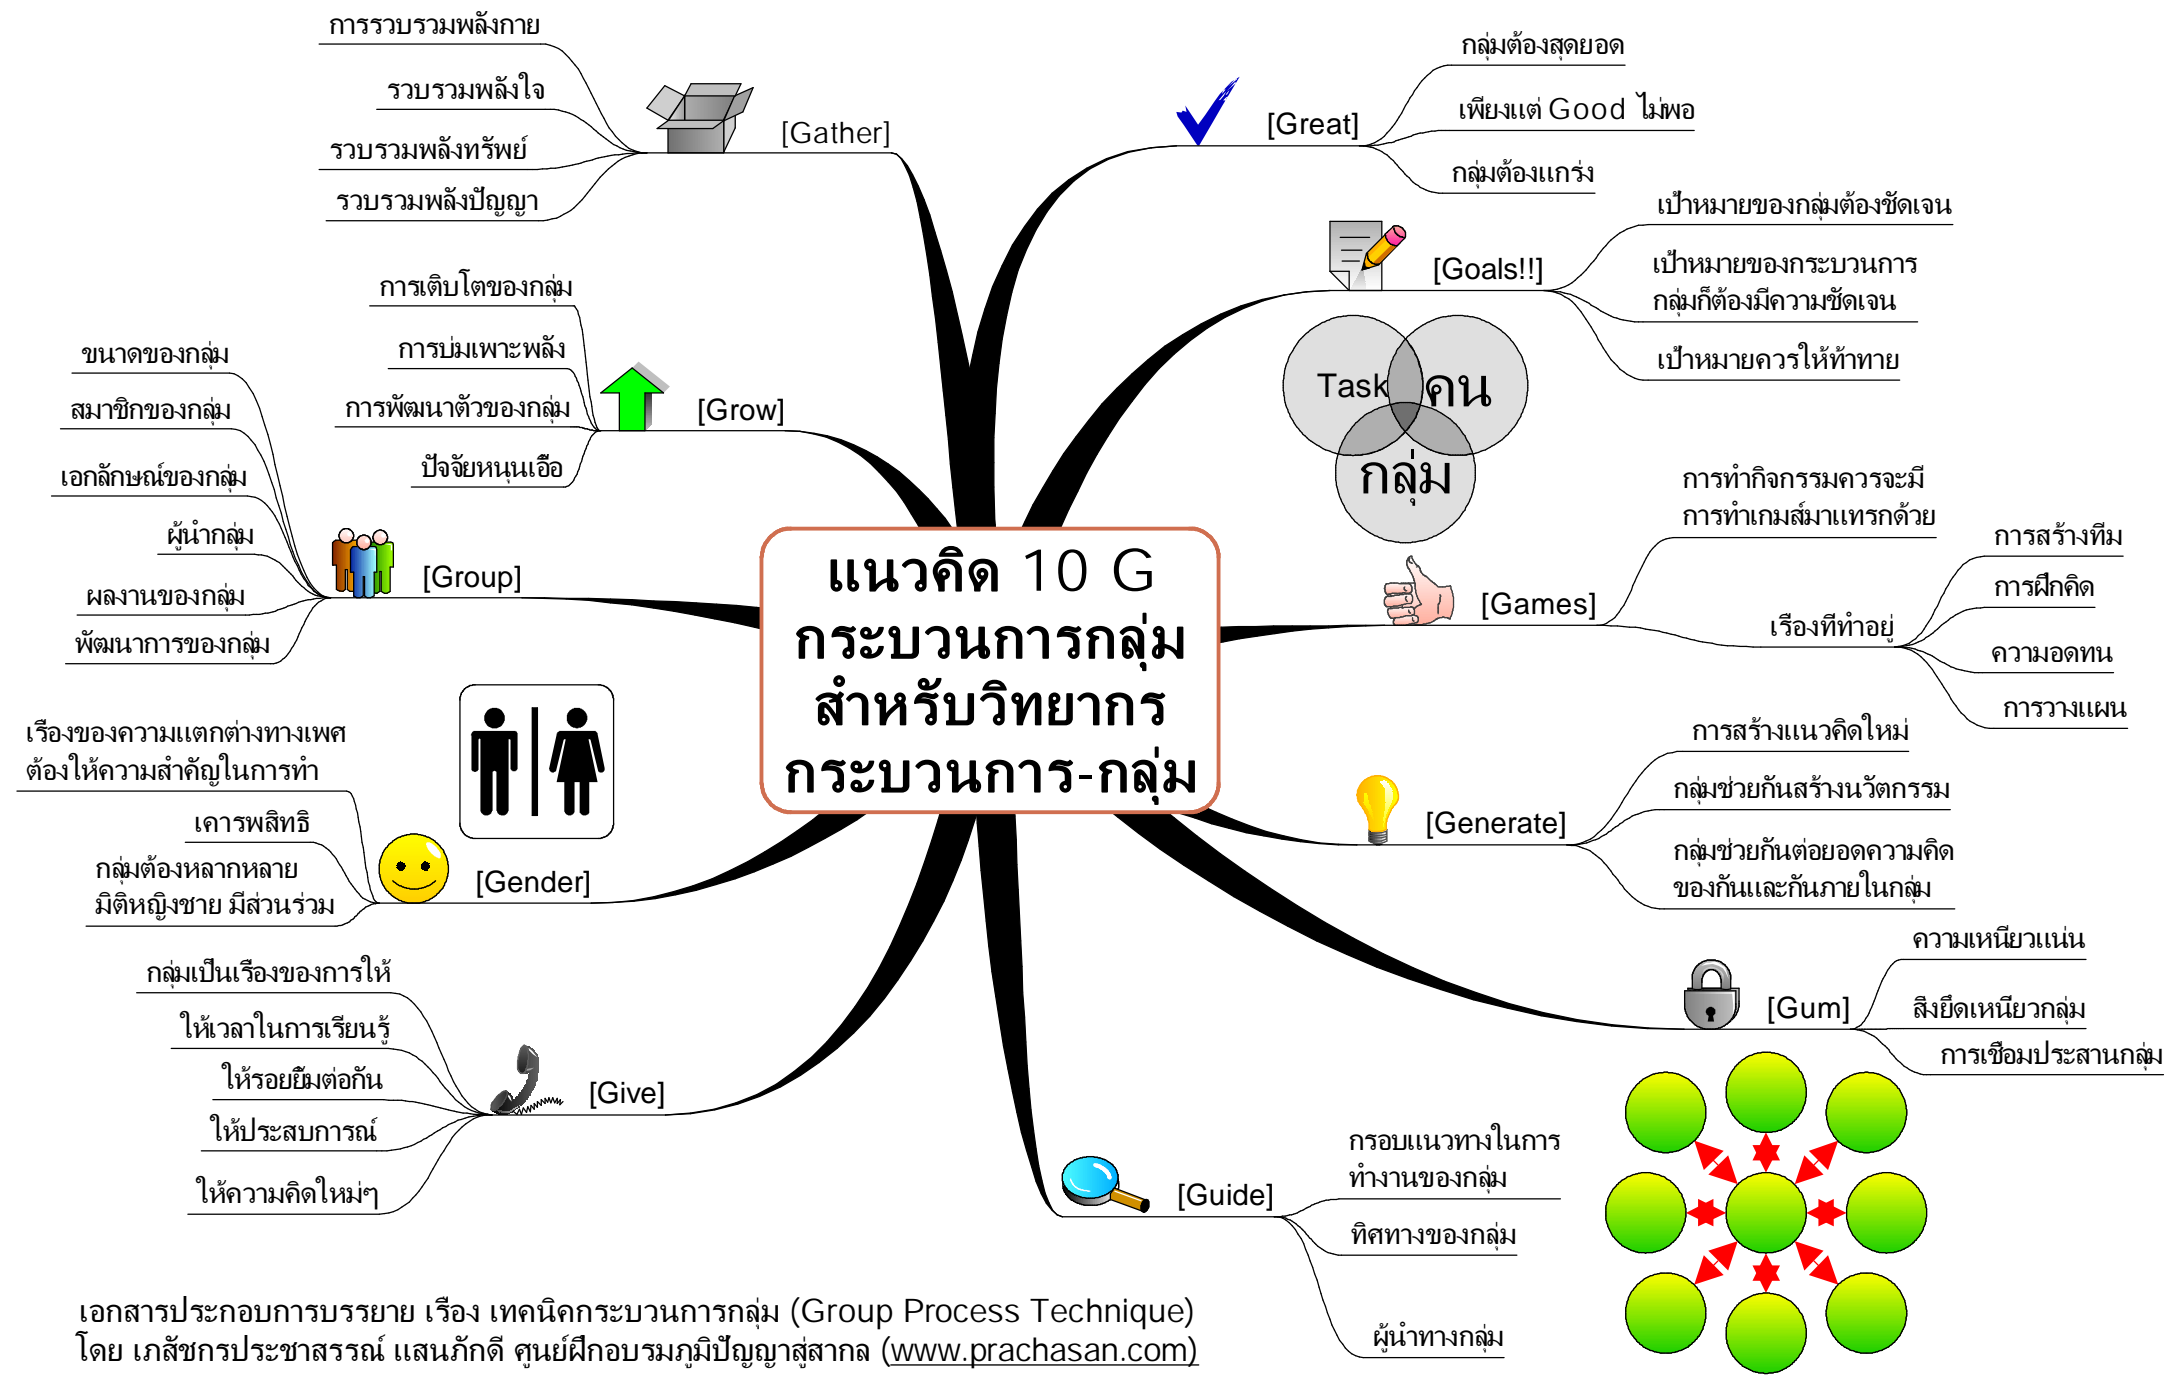 แนวคิด 10 G
กระบวนการกลุ่ม
สำหรับวิทยากร
กระบวนการ-กลุ่ม
[Great]
กลุ่มต้องสุดยอด
เพียงแต่ Good ไม่พอ
กลุ่มต้องแกร่ง
[Goals!!]
เป้าหมายของกลุ่มต้องชัดเจน
เป้าหมายของกระบวนการ
กลุ่มก็ต้องมีความชัดเจน
เป้าหมายควรให้ท้าทาย
Task
คน
กลุ่ม
[Games]
การทำกิจกรรมควรจะมี
การทำเกมส์มาแทรกด้วย
เรื่องที่ทำอยู่
การสร้างทีม
การฝึกคิด
ความอดทน
การวางแผน
[Generate]
การสร้างแนวคิดใหม่
กลุ่มช่วยกันสร้างนวัตกรรม
กลุ่มช่วยกันต่อยอดความคิด
ของกันและกันภายในกลุ่ม
[Gum]
ความเหนียวแน่น
สิ่งยึดเหนี่ยวกลุ่ม
การเชื่อมประสานกลุ่ม
[Guide]
กรอบแนวทางในการ
ทำงานของกลุ่ม
ทิศทางของกลุ่ม
ผู้นำทางกลุ่ม
[Give]
กลุ่มเป็นเรื่องของการให้
ให้เวลาในการเรียนรู้
ให้รอยยิ้มต่อกัน
ให้ประสบการณ์
ให้ความคิดใหม่ๆ
[Gender]
เรื่องของความแตกต่างทางเพศ
ต้องให้ความสำคัญในการทำ
เคารพสิทธิ
กลุ่มต้องหลากหลาย
มิติหญิงชาย มีส่วนร่วม
[Group]
ขนาดของกลุ่ม
สมาชิกของกลุ่ม
เอกลักษณ์ของกลุ่ม
ผู้นำกลุ่ม
ผลงานของกลุ่ม
พัฒนาการของกลุ่ม
[Grow]
การเติบโตของกลุ่ม
การบ่มเพาะพลัง
การพัฒนาตัวของกลุ่ม
ปัจจัยหนุนเอื้อ
[Gather]
การรวบรวมพลังกาย
รวบรวมพลังใจ
รวบรวมพลังทรัพย์
รวบรวมพลังปัญญา
เอกสารประกอบการบรรยาย เรื่อง เทคนิคกระบวนการกลุ่ม (Group Process Technique)
โดย เภสัชกรประชาสรรณ์ แสนภักดี ศูนย์ฝึกอบรมภูมิปัญญาสู่สากล (www.prachasan.com)